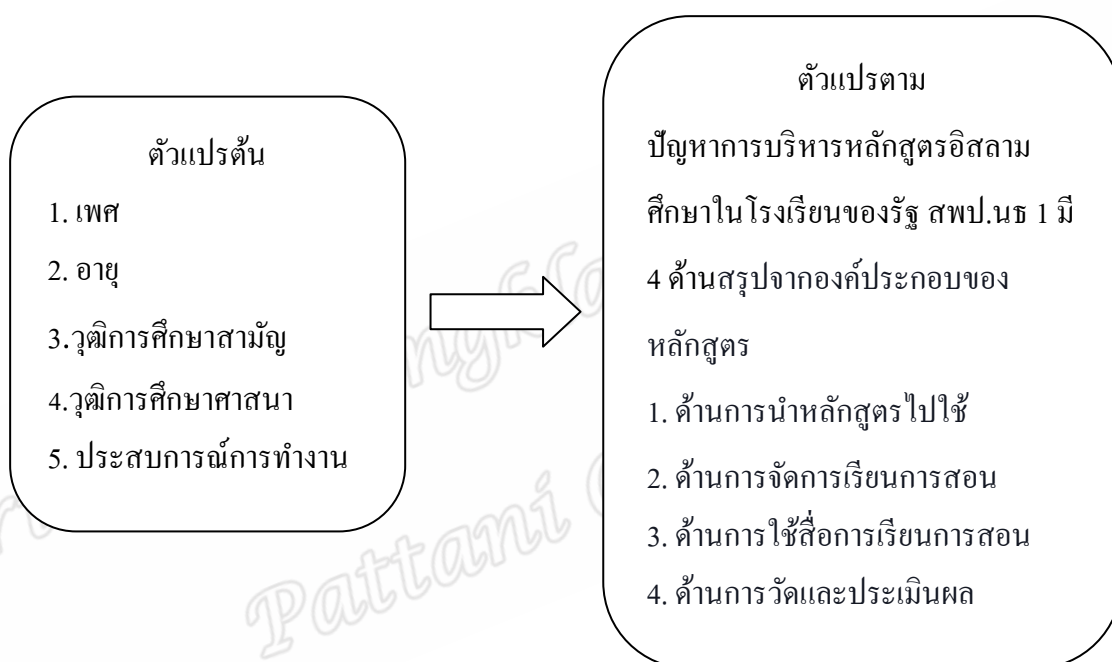 ตัวแปรต้น
1. เพศ
2. อายุ
3.วุฒิการศึกษาสามัญ
4.วุฒิการศึกษาศาสนา
5. ประสบการณ์การทำงาน
ตัวแปรตาม
ปัญหาการบริหารหลักสูตรอิสลาม
ศึกษาในโรงเรียนของรัฐ สพป.นธ 1 มี
4 ด้านสรุปจากองค์ประกอบของ
หลักสูตร
1. ด้านการนำหลักสูตรไปใช้
2. ด้านการจัดการเรียนการสอน
3. ด้านการใช้สื่อการเรียนการสอน
4. ด้านการวัดและประเมินผล
Pattani